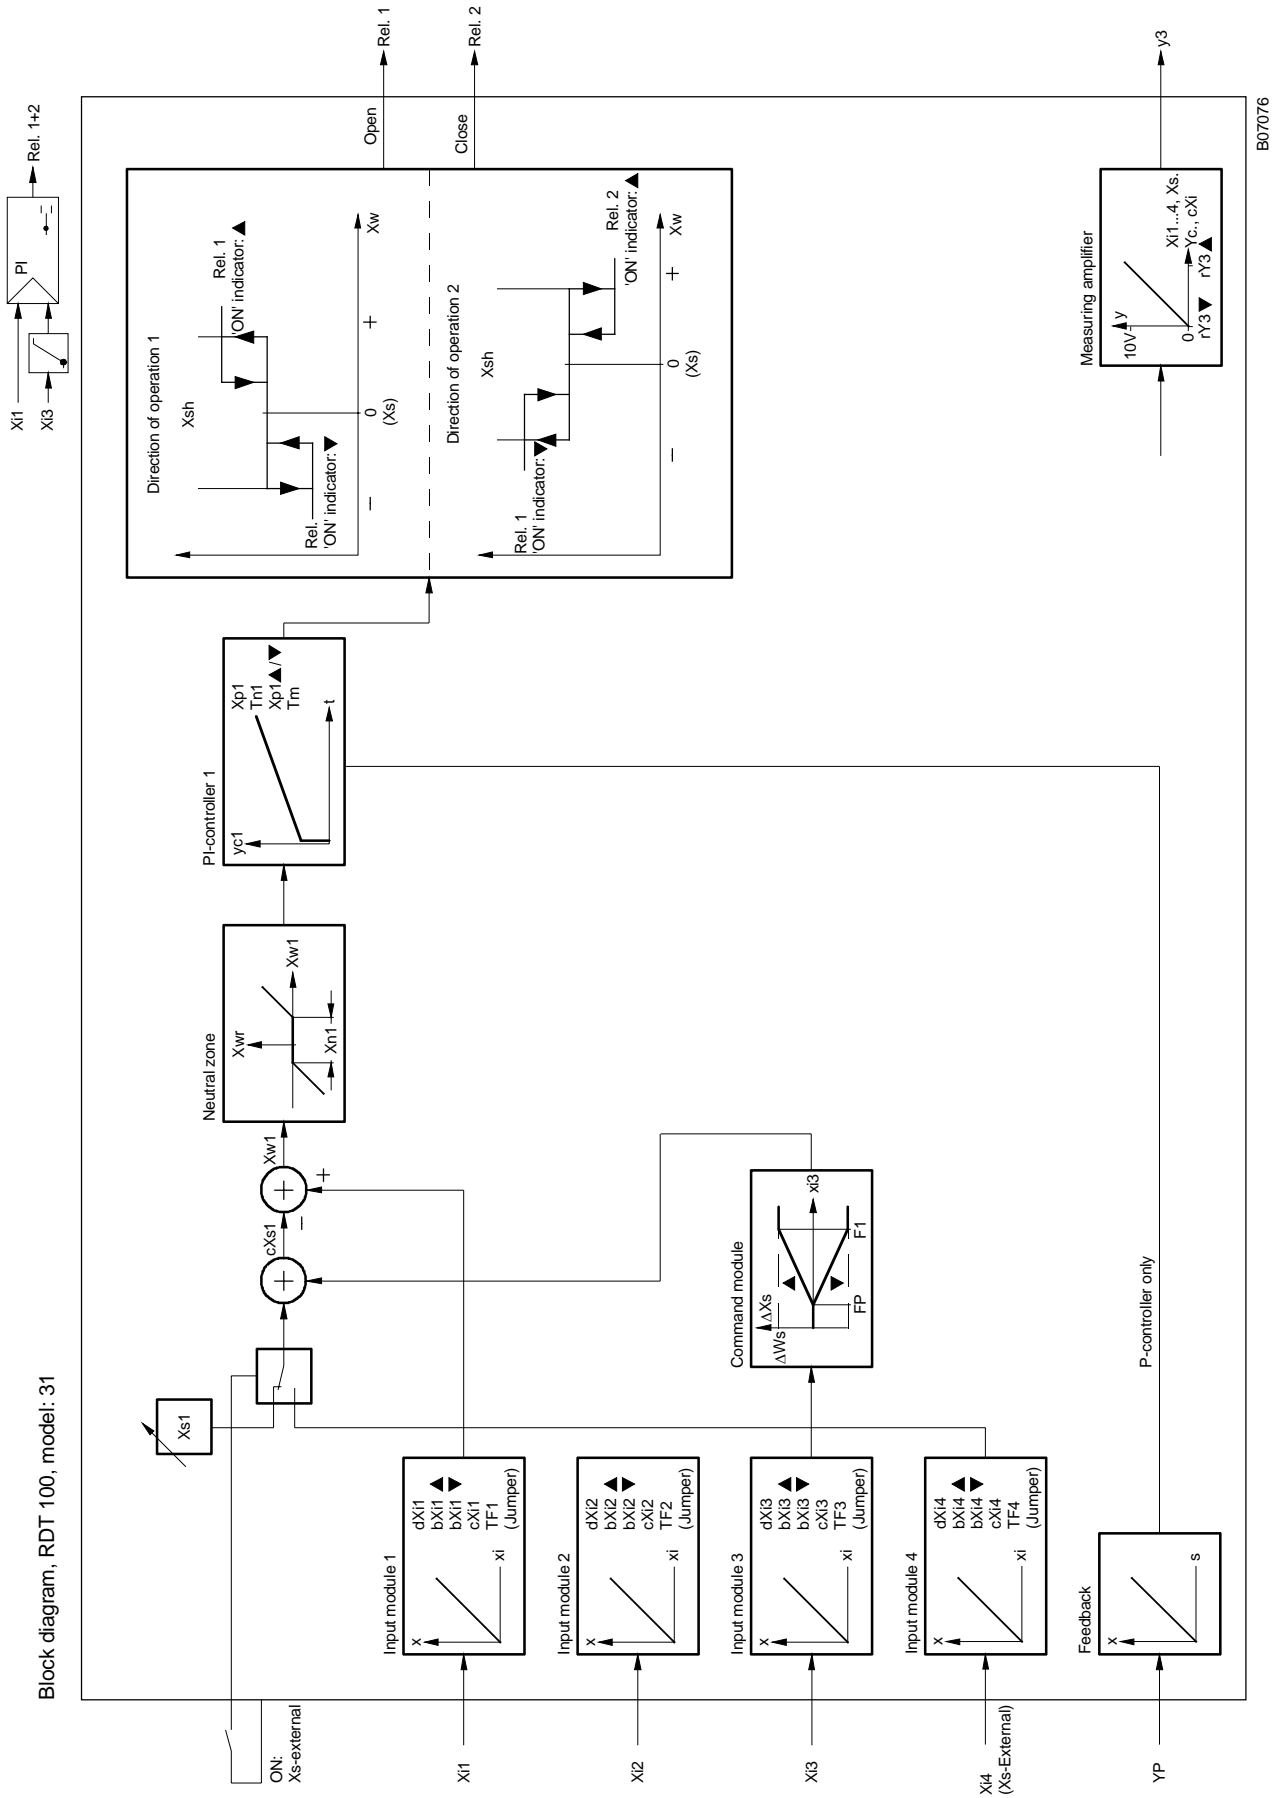 Block diagram, RDT 100, model: 31
Xi1
Xi3
PI
Rel. 1+2
ON:
Xs-external
Xs1
cXs1
+
−
+
+
Xw1
Neutral zone
Xwr
Xw1
Xn1
PI-controller 1
yc1
t
Xp1
Tn1
Xp1▲/▼
Tm
Direction of operation 1
Xsh
Rel. 1
'ON' indicator: ▲
Rel.
'ON' indicator: ▼
−
0
(Xs)
+
Xw
Direction of operation 2
Xsh
Rel. 1
'ON' indicator: ▼
Rel. 2
'ON' indicator: ▲
−
0
(Xs)
+
Xw
Open
Rel. 1
Close
Rel. 2
Xi1
Input module 1
x
xi
dXi1
bXi1 ▲
bXi1 ▼
cXi1
TF1
(Jumper)
Xi2
Input module 2
x
xi
dXi2
bXi2 ▲
bXi2 ▼
cXi2
TF2
(Jumper)
Xi3
Input module 3
x
xi
dXi3
bXi3 ▲
bXi3 ▼
cXi3
TF3
(Jumper)
Command module
ΔWs
ΔXs
▲
▼
xi3
FP
F1
Xi4
(Xs-External)
Input module 4
x
xi
dXi4
bXi4 ▲
bXi4 ▼
cXi4
TF4
(Jumper)
YP
Feedback
x
s
P-controller only
Measuring amplifier
10V
y
0
Xi1...4, Xs.
Yc., cXi
rY3 ▼
rY3 ▲
y3
B07076